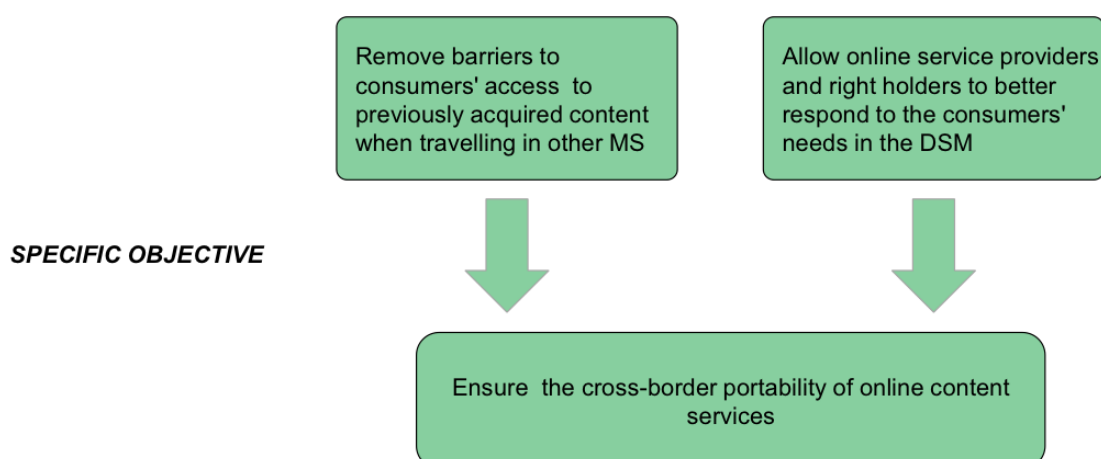 Remove barriers to
consumers' access  to
previously acquired content
when travelling in other MS
Allow online service providers
and right holders to better
respond to the consumers'
needs in the DSM
SPECIFIC OBJECTIVE
Ensure  the cross-border portability of online content
services